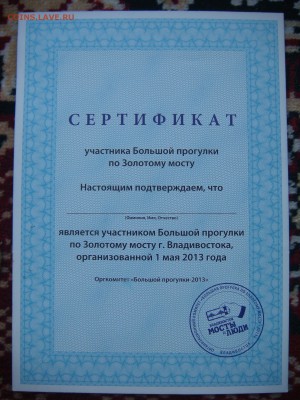 COINS.LAVE.RU
СЕРТИФИКАТ
участника Большой прогулки
по Золотому мосту
Настоящим подтверждаем, что
(Фамилия, Имя, Отчество)
является участником Большой прогулки
по Золотому мосту г. Владивостока,
организованной 1 мая 2013 года
Оргкомитет «Большой прогулки-2013»
МОСТЫ
ЛЮДИ